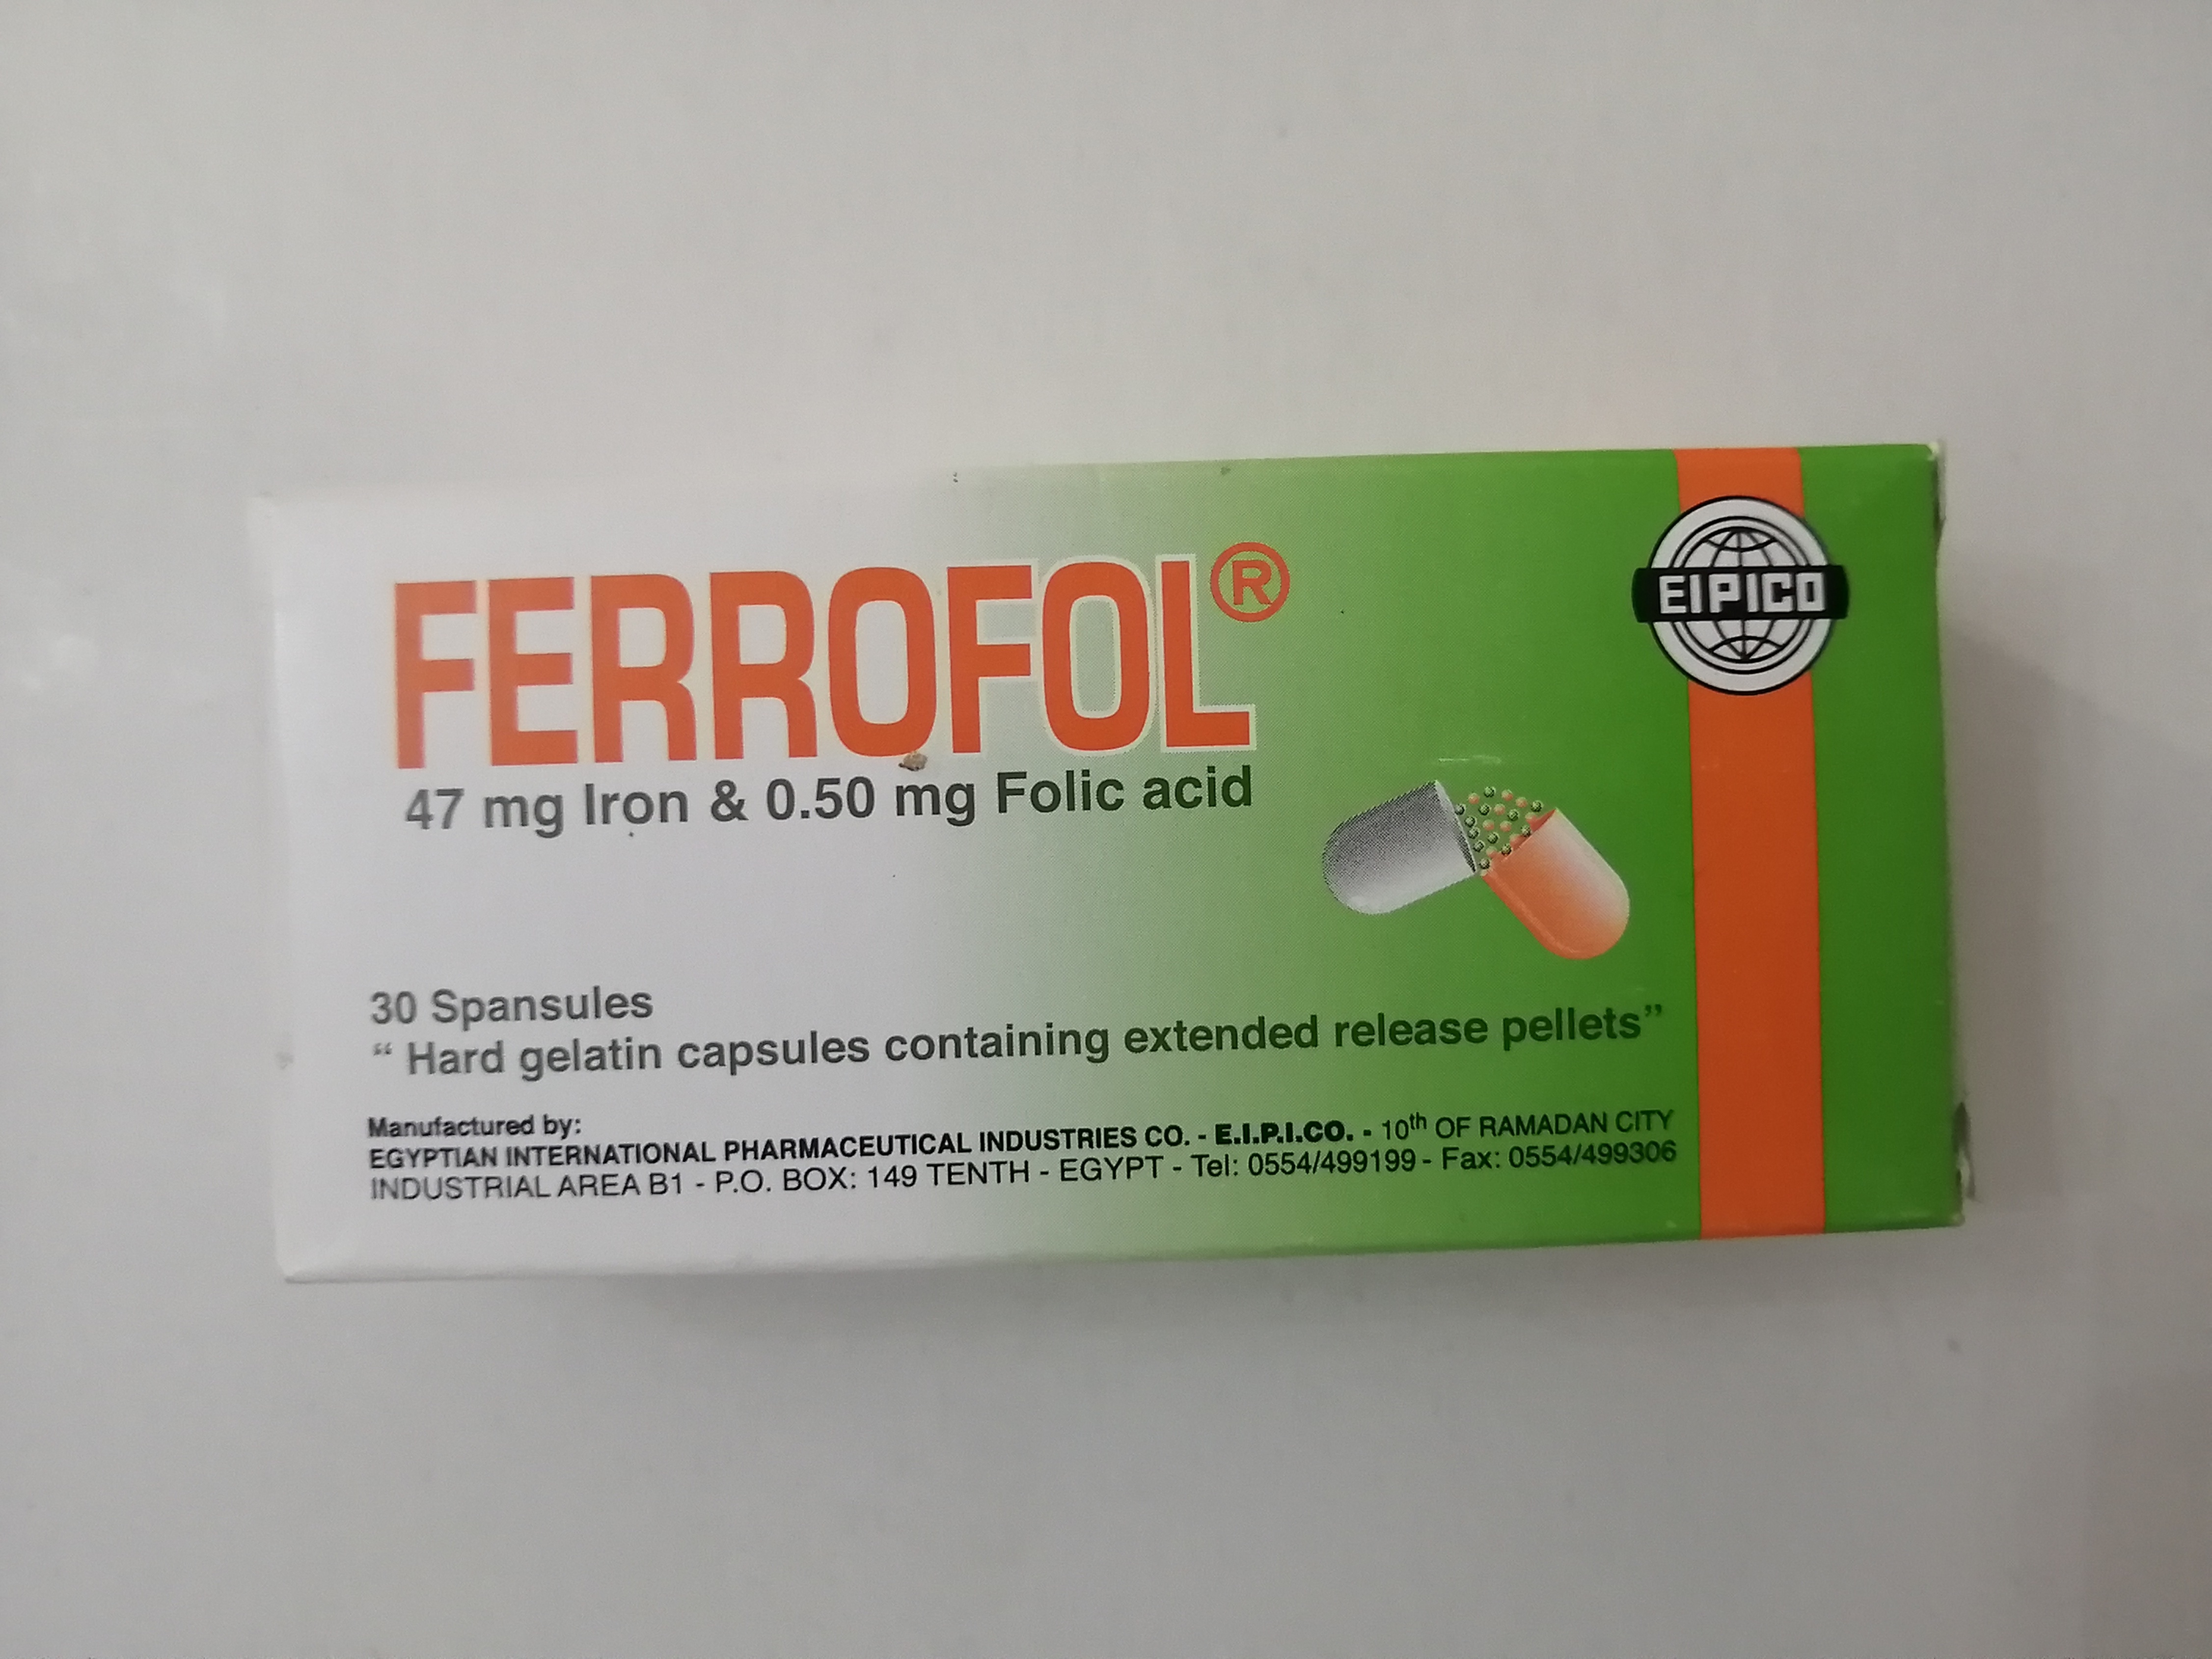 FERROFOL®
47 mg Iron & 0.50 mg Folic acid
EIPICO
30 Spansules
“ Hard gelatin capsules containing extended release pellets”
Manufactured by:
EGYPTIAN INTERNATIONAL PHARMACEUTICAL INDUSTRIES CO. - E.I.P.I.CO. - 10th OF RAMADAN CITY
INDUSTRIAL AREA B1 - P.O. BOX: 149 TENTH - EGYPT - Tel: 0554/499199 - Fax: 0554/499306